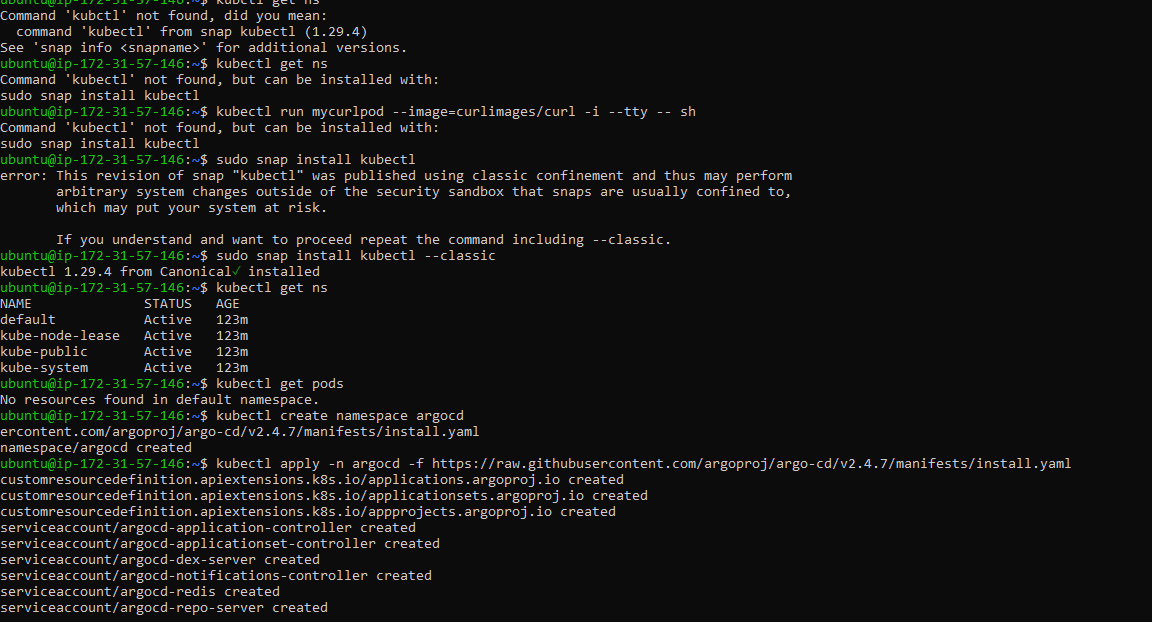 ubuntu@ip-172-31-57-146:~$ kubectl get ns
Command 'kubectl' not found, did you mean:
  command 'kubectl' from snap kubectl (1.29.4)
See 'snap info <snapname>' for additional versions.
ubuntu@ip-172-31-57-146:~$ kubectl get ns
Command 'kubectl' not found, but can be installed with:
sudo snap install kubectl
ubuntu@ip-172-31-57-146:~$ kubectl run mycurlpod --image=curlimages/curl -i --tty -- sh
Command 'kubectl' not found, but can be installed with:
sudo snap install kubectl
ubuntu@ip-172-31-57-146:~$ sudo snap install kubectl
error: This revision of snap "kubectl" was published using classic confinement and thus may perform
       arbitrary system changes outside of the security sandbox that snaps are usually confined to,
       which may put your system at risk.

       If you understand and want to proceed repeat the command including --classic.
ubuntu@ip-172-31-57-146:~$ sudo snap install kubectl --classic
kubectl 1.29.4 from Canonical✓ installed
ubuntu@ip-172-31-57-146:~$ kubectl get ns
NAME              STATUS   AGE
default           Active   123m
kube-node-lease   Active   123m
kube-public       Active   123m
kube-system       Active   123m
ubuntu@ip-172-31-57-146:~$ kubectl get pods
No resources found in default namespace.
ubuntu@ip-172-31-57-146:~$ kubectl create namespace argocd
ercontent.com/argoproj/argo-cd/v2.4.7/manifests/install.yaml
namespace/argocd created
ubuntu@ip-172-31-57-146:~$ kubectl apply -n argocd -f https://raw.githubusercontent.com/argoproj/argo-cd/v2.4.7/manifests/install.yaml
customresourcedefinition.apiextensions.k8s.io/applications.argoproj.io created
customresourcedefinition.apiextensions.k8s.io/applicationsets.argoproj.io created
customresourcedefinition.apiextensions.k8s.io/appprojects.argoproj.io created
serviceaccount/argocd-application-controller created
serviceaccount/argocd-applicationset-controller created
serviceaccount/argocd-dex-server created
serviceaccount/argocd-notifications-controller created
serviceaccount/argocd-redis created
serviceaccount/argocd-repo-server created